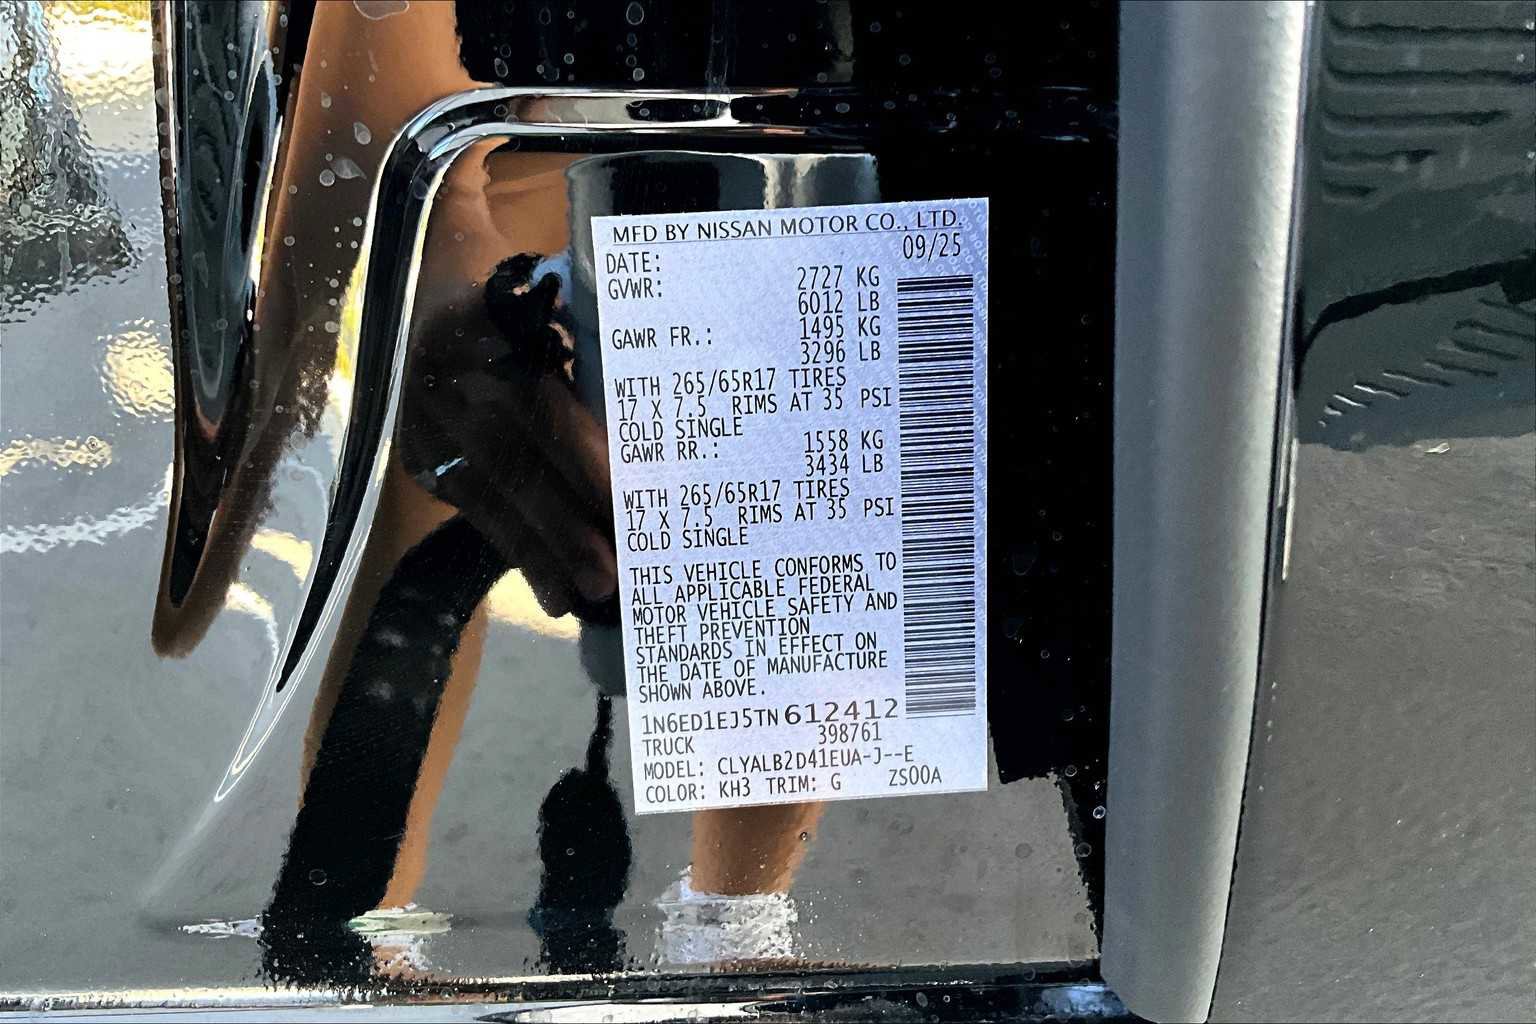 MFD BY NISSAN MOTOR CO., LTD.
DATE: 09/25
GVWR: 2727 KG
6012 LB
GAWR FR.: 1495 KG
3296 LB
WITH 265/65R17 TIRES
17 X 7.5 RIMS AT 35 PSI
COLD SINGLE
GAWR RR.: 1558 KG
3434 LB
WITH 265/65R17 TIRES
17 X 7.5 RIMS AT 35 PSI
COLD SINGLE
THIS VEHICLE CONFORMS TO
ALL APPLICABLE FEDERAL
MOTOR VEHICLE SAFETY AND
THEFT PREVENTION
STANDARDS IN EFFECT ON
THE DATE OF MANUFACTURE
SHOWN ABOVE.
1N6ED1EJ5TN612412
TRUCK 398761
MODEL: CLYALB2D41EUA-J--E
COLOR: KH3 TRIM: G ZS00A